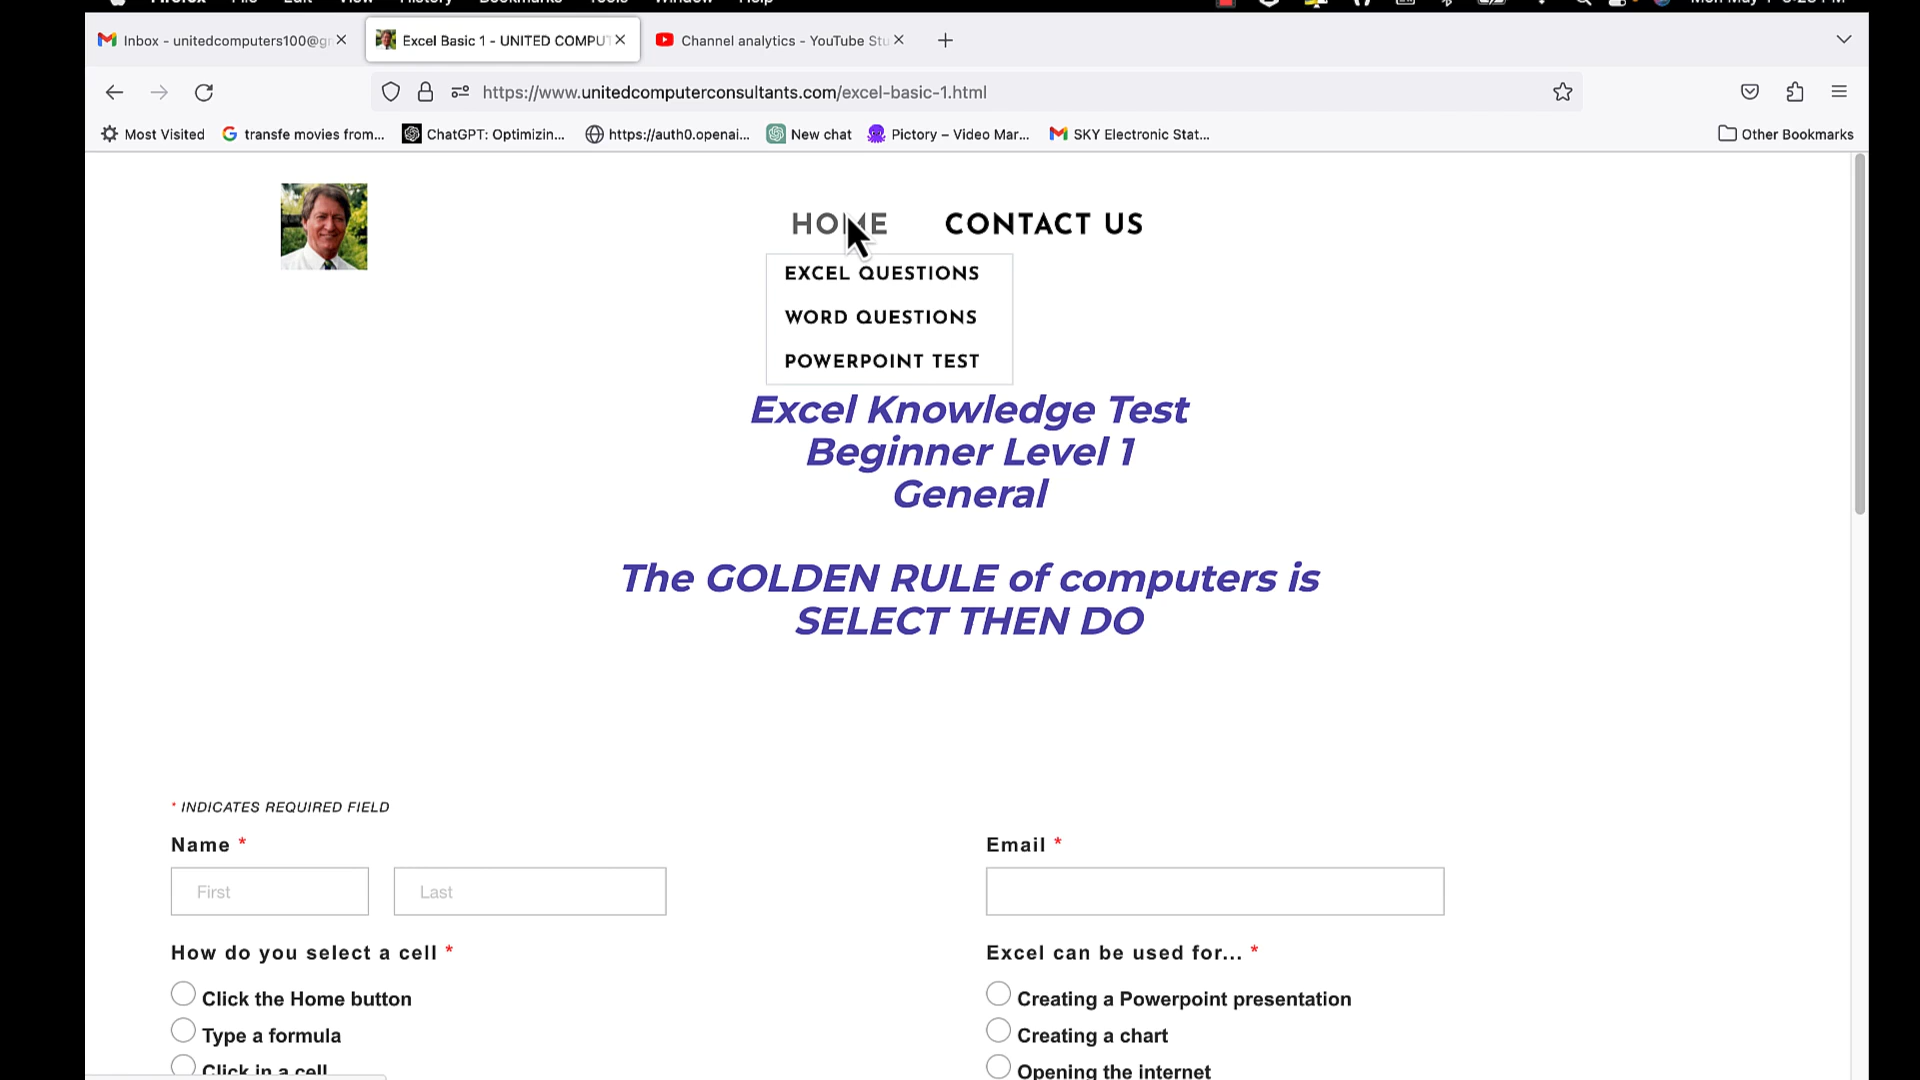 Inbox - unitedcomputers100@gr
Excel Basic 1 - UNITED COMPUT
Channel analytics - YouTube Stu
https://www.unitedcomputerconsultants.com/excel-basic-1.html
Most Visited
transfe movies from...
ChatGPT: Optimizin...
https://auth0.openai...
New chat
Pictory – Video Mar...
SKY Electronic Stat...
Other Bookmarks
HOME
CONTACT US
EXCEL QUESTIONS
WORD QUESTIONS
POWERPOINT TEST
Excel Knowledge Test
Beginner Level 1
General
The GOLDEN RULE of computers is
SELECT THEN DO
* INDICATES REQUIRED FIELD
Name *
Email *
First
Last
How do you select a cell *
Excel can be used for... *
Click the Home button
Creating a Powerpoint presentation
Type a formula
Creating a chart
Click in a cell
Opening the internet